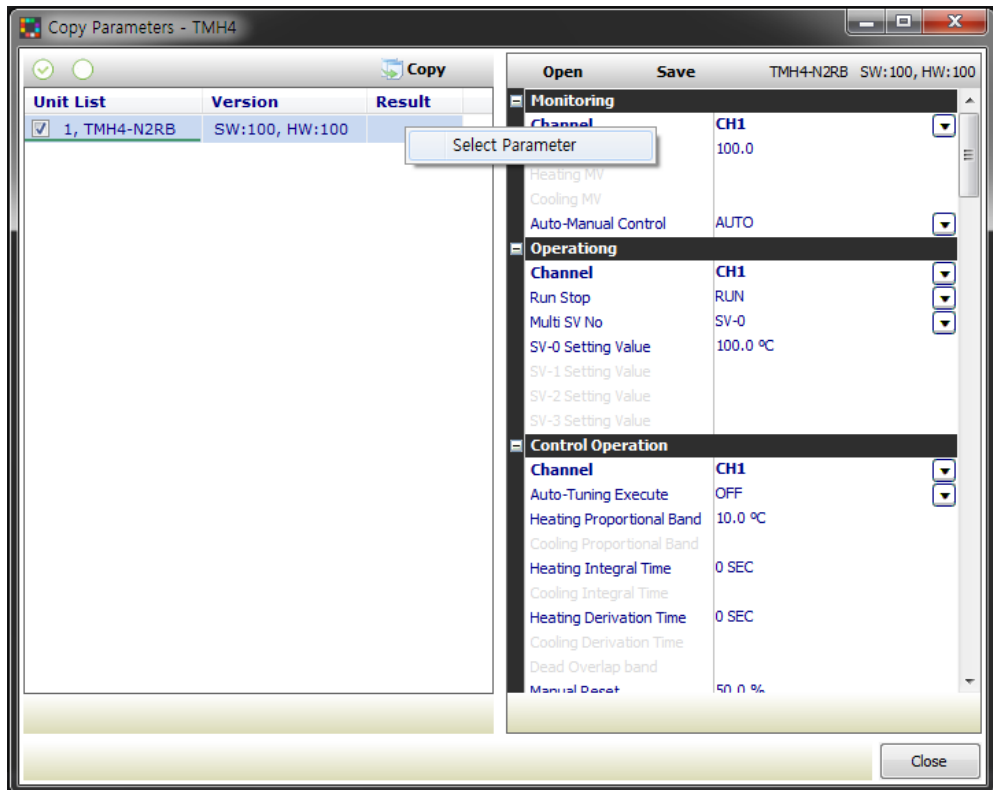 Copy Parameters - TMH4
Copy
Unit List Version Result
1, TMH4-N2RB SW:100, HW:100
Select Parameter
Open Save TMH4-N2RB SW:100, HW:100
Monitoring
Channel CH1
100.0
Heating MV
Cooling MV
Auto-Manual Control AUTO
Operationg
Channel CH1
Run Stop RUN
Multi SV No SV-0
SV-0 Setting Value 100.0 ºC
SV-1 Setting Value
SV-2 Setting Value
SV-3 Setting Value
Control Operation
Channel CH1
Auto-Tuning Execute OFF
Heating Proportional Band 10.0 ºC
Cooling Proportional Band
Heating Integral Time 0 SEC
Cooling Integral Time
Heating Derivation Time 0 SEC
Cooling Derivation Time
Dead Overlap band
Manual Reset 50.0 %
Close